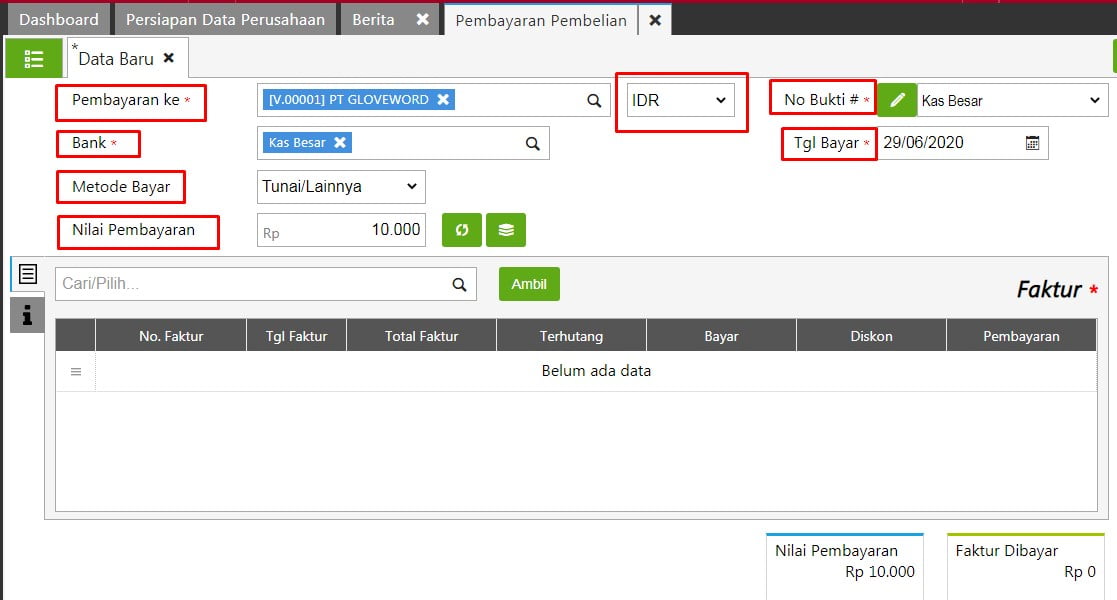 Dashboard Persiapan Data Perusahaan Berita Pembayaran Pembelian
*Data Baru
Pembayaran ke * [V.00001] PT GLOVEWORD IDR No Bukti # * Kas Besar
Bank * Kas Besar Tgl Bayar * 29/06/2020
Metode Bayar Tunai/Lainnya
Nilai Pembayaran Rp 10.000
Cari/Pilih... Ambil Faktur *
No. Faktur Tgl Faktur Total Faktur Terhutang Bayar Diskon Pembayaran
Belum ada data
Nilai Pembayaran Faktur Dibayar
Rp 10.000 Rp 0